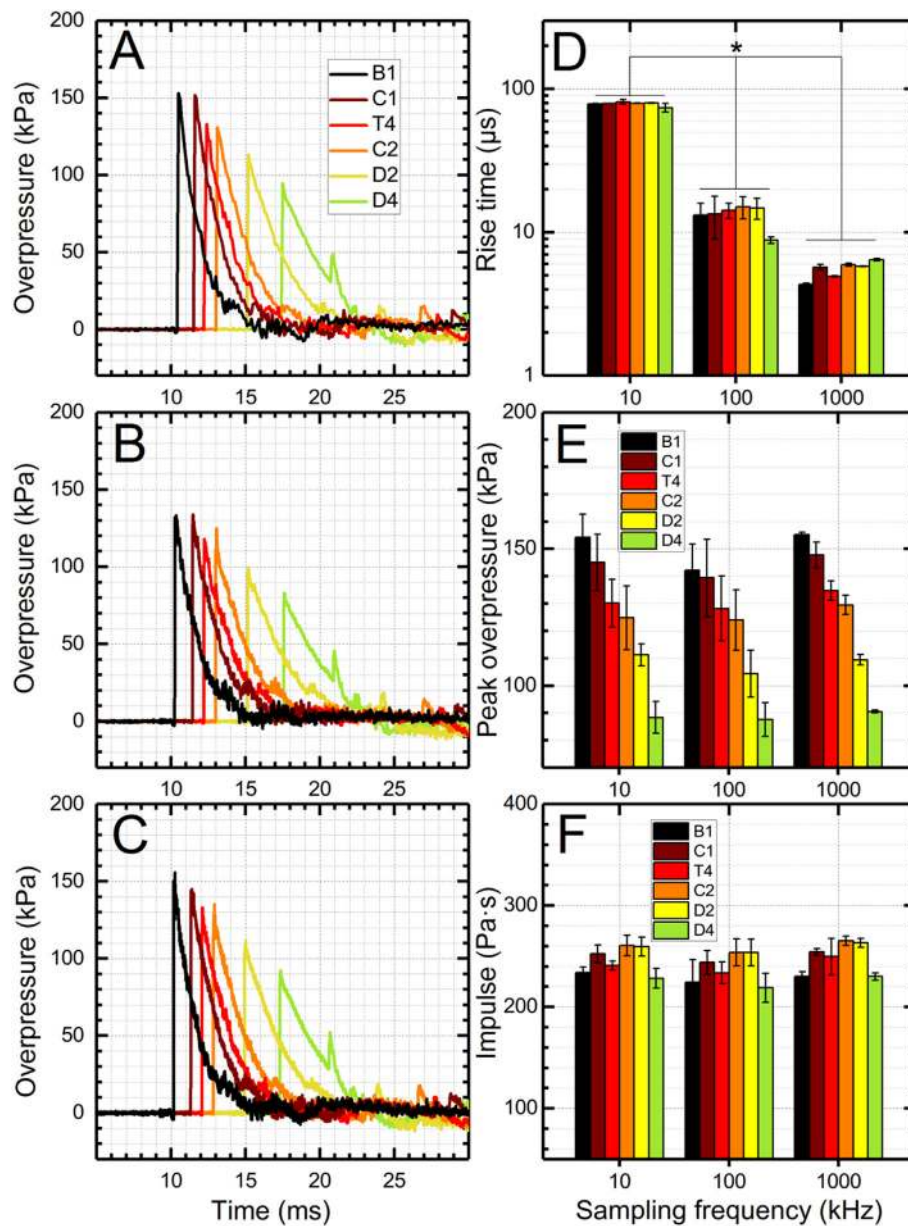 A
B1
C1
T4
C2
D2
D4
Overpressure (kPa)
200
150
100
50
0
10
15
20
25
B
Overpressure (kPa)
200
150
100
50
0
10
15
20
25
C
Overpressure (kPa)
200
150
100
50
0
10
15
20
25
Time (ms)
D
*
Rise time (µs)
100
10
1
10
100
1000
E
B1
C1
T4
C2
D2
D4
Peak overpressure (kPa)
200
150
100
10
100
1000
F
B1
C1
T4
C2
D2
D4
Impulse (Pa·s)
400
300
200
100
10
100
1000
Sampling frequency (kHz)